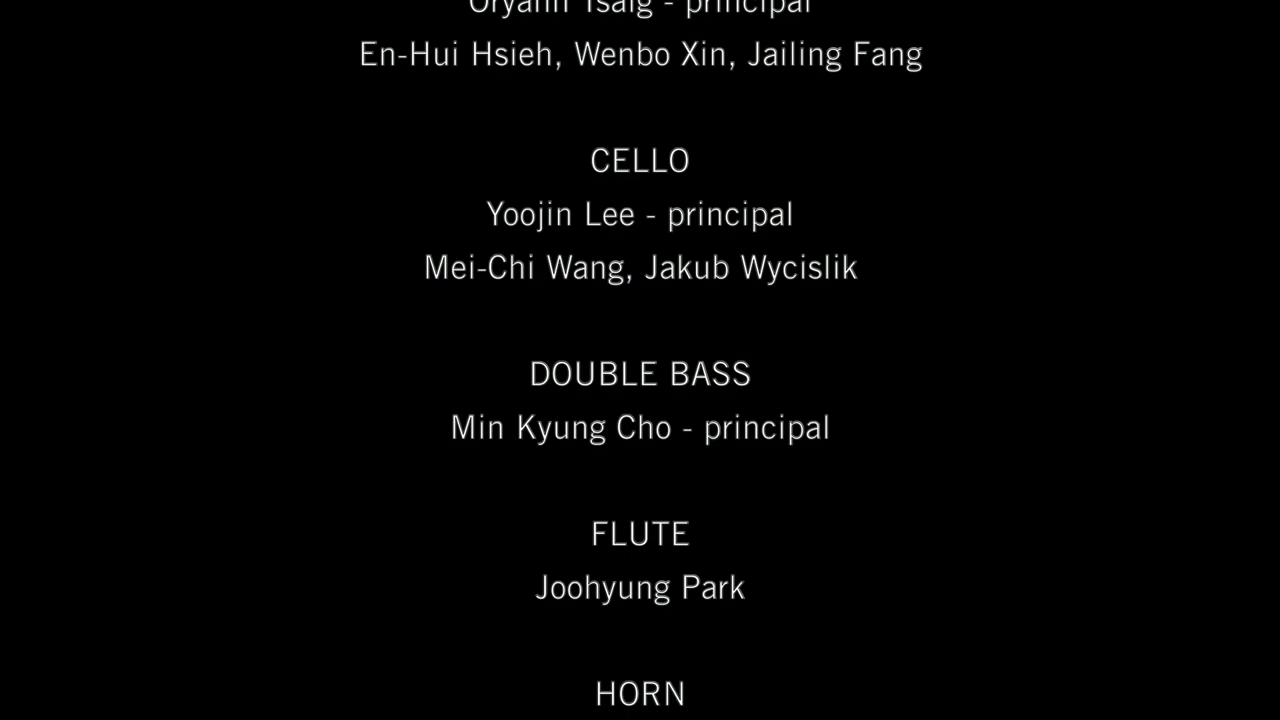 - principal
En-Hui Hsieh, Wenbo Xin, Jailing Fang
CELLO
Yoojin Lee - principal
Mei-Chi Wang, Jakub Wycislik
DOUBLE BASS
Min Kyung Cho - principal
FLUTE
Joohyung Park
HORN